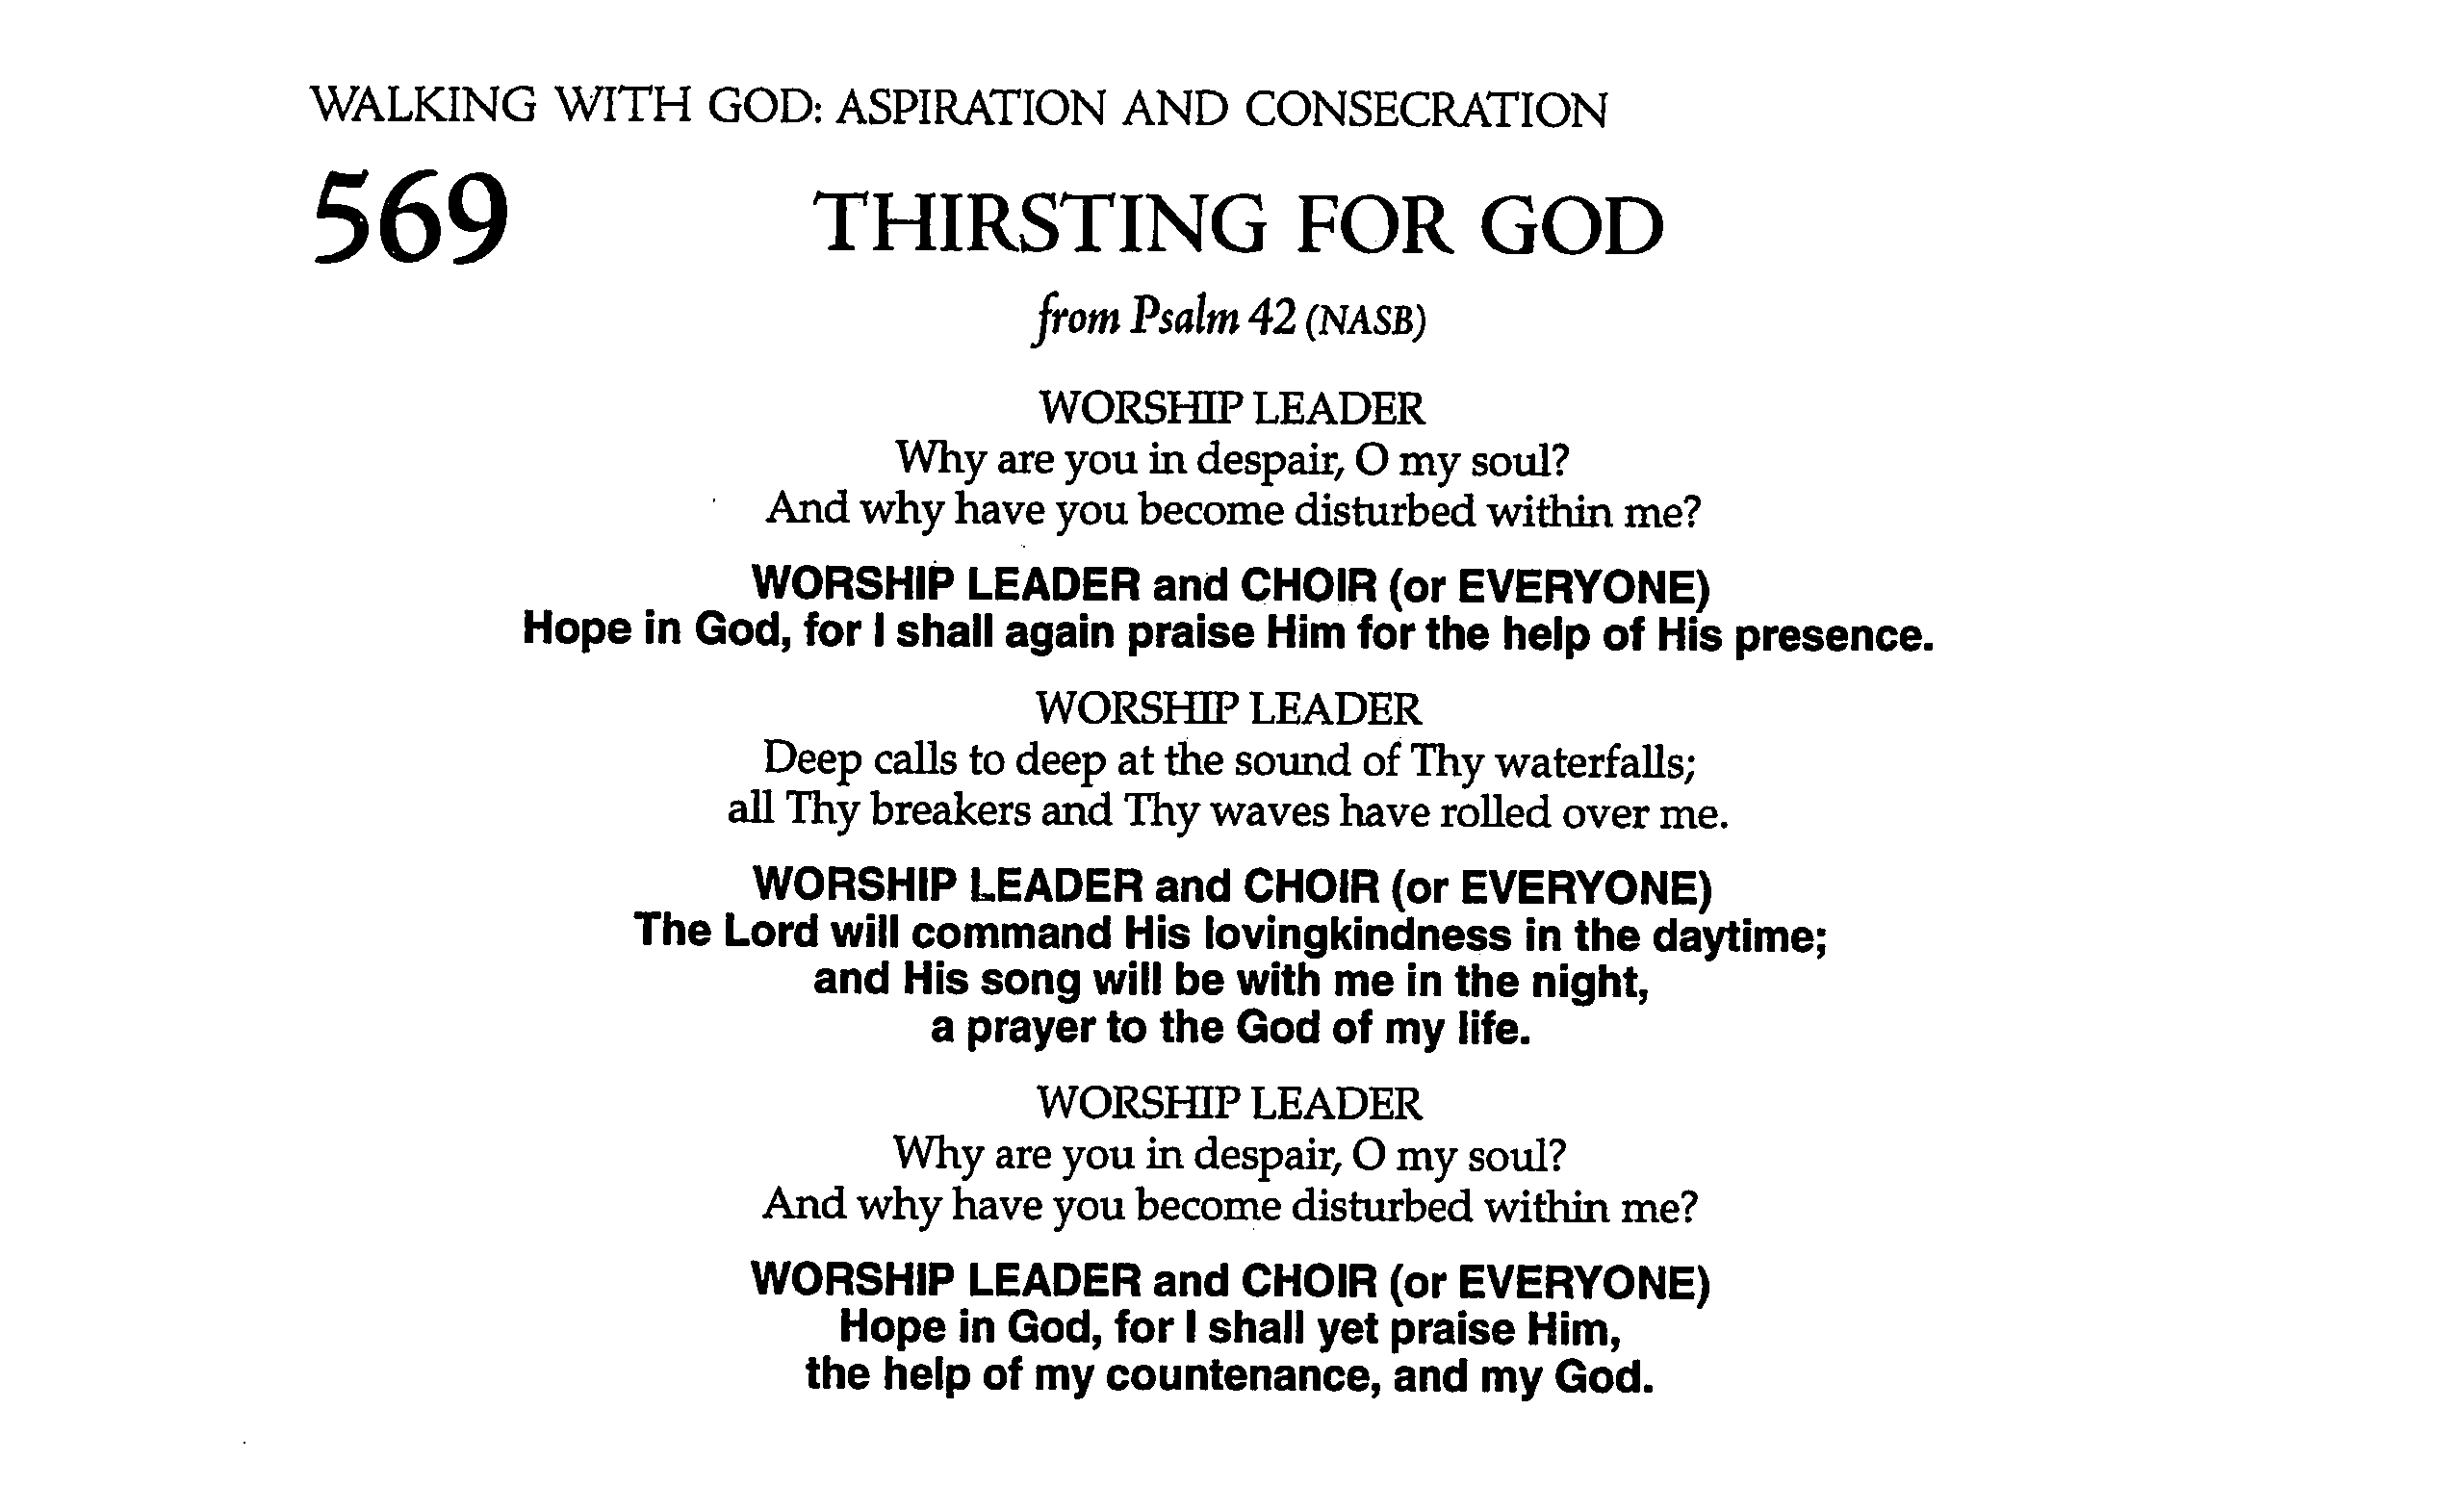 WALKING WITH GOD: ASPIRATION AND CONSECRATION
569 THIRSTING FOR GOD
from Psalm 42 (NASB)
WORSHIP LEADER
Why are you in despair, O my soul?
And why have you become disturbed within me?
WORSHIP LEADER and CHOIR (or EVERYONE)
Hope in God, for I shall again praise Him for the help of His presence.
WORSHIP LEADER
Deep calls to deep at the sound of Thy waterfalls;
all Thy breakers and Thy waves have rolled over me.
WORSHIP LEADER and CHOIR (or EVERYONE)
The Lord will command His lovingkindness in the daytime;
and His song will be with me in the night,
a prayer to the God of my life.
WORSHIP LEADER
Why are you in despair, O my soul?
And why have you become disturbed within me?
WORSHIP LEADER and CHOIR (or EVERYONE)
Hope in God, for I shall yet praise Him,
the help of my countenance, and my God.